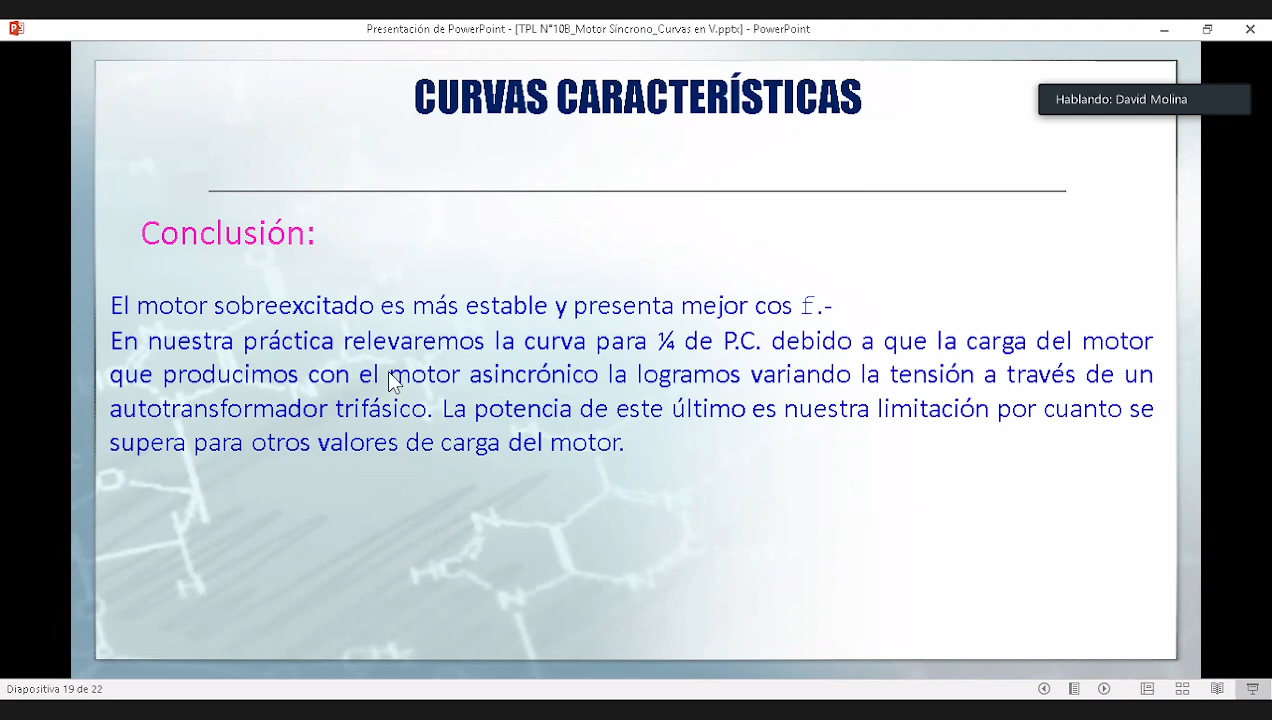 Presentación de PowerPoint - [TPL N°10B_Motor Síncrono_Curvas en V.pptx] - PowerPoint
CURVAS CARACTERÍSTICAS
Hablando: David Molina
Conclusión:
El motor sobreexcitado es más estable y presenta mejor cos f.-
En nuestra práctica relevaremos la curva para ¼ de P.C. debido a que la carga del motor
que producimos con el motor asincrónico la logramos variando la tensión a través de un
autotransformador trifásico. La potencia de este último es nuestra limitación por cuanto se
supera para otros valores de carga del motor.
Diapositiva 19 de 22